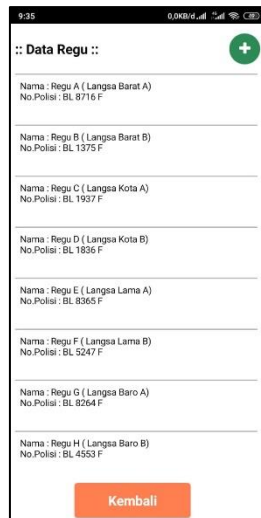 9:35
0,0KB/d
:: Data Regu ::
+
Nama : Regu A ( Langsa Barat A)
No.Polisi : BL 8716 F
Nama : Regu B ( Langsa Barat B)
No.Polisi : BL 1375 F
Nama : Regu C ( Langsa Kota A)
No.Polisi : BL 1937 F
Nama : Regu D ( Langsa Kota B)
No.Polisi : BL 1836 F
Nama : Regu E ( Langsa Lama A)
No.Polisi : BL 8365 F
Nama : Regu F ( Langsa Lama B)
No.Polisi : BL 5247 F
Nama : Regu G ( Langsa Baro A)
No.Polisi : BL 8264 F
Nama : Regu H ( Langsa Baro B)
No.Polisi : BL 4553 F
Kembali